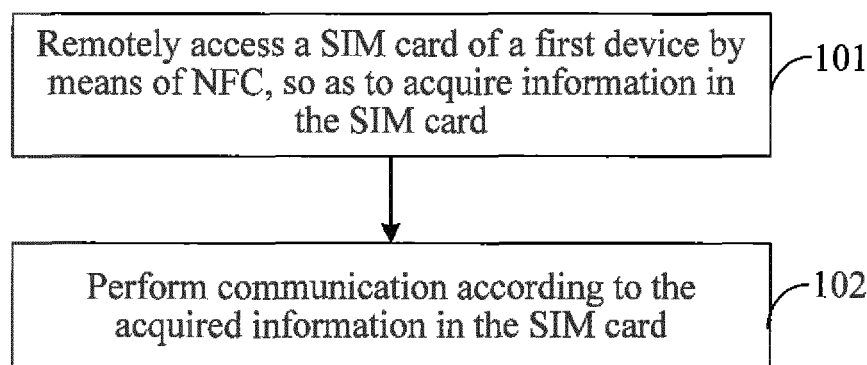 Remotely access a SIM card of a first device by
means of NFC, so as to acquire information in
the SIM card
101
Perform communication according to the
acquired information in the SIM card
102